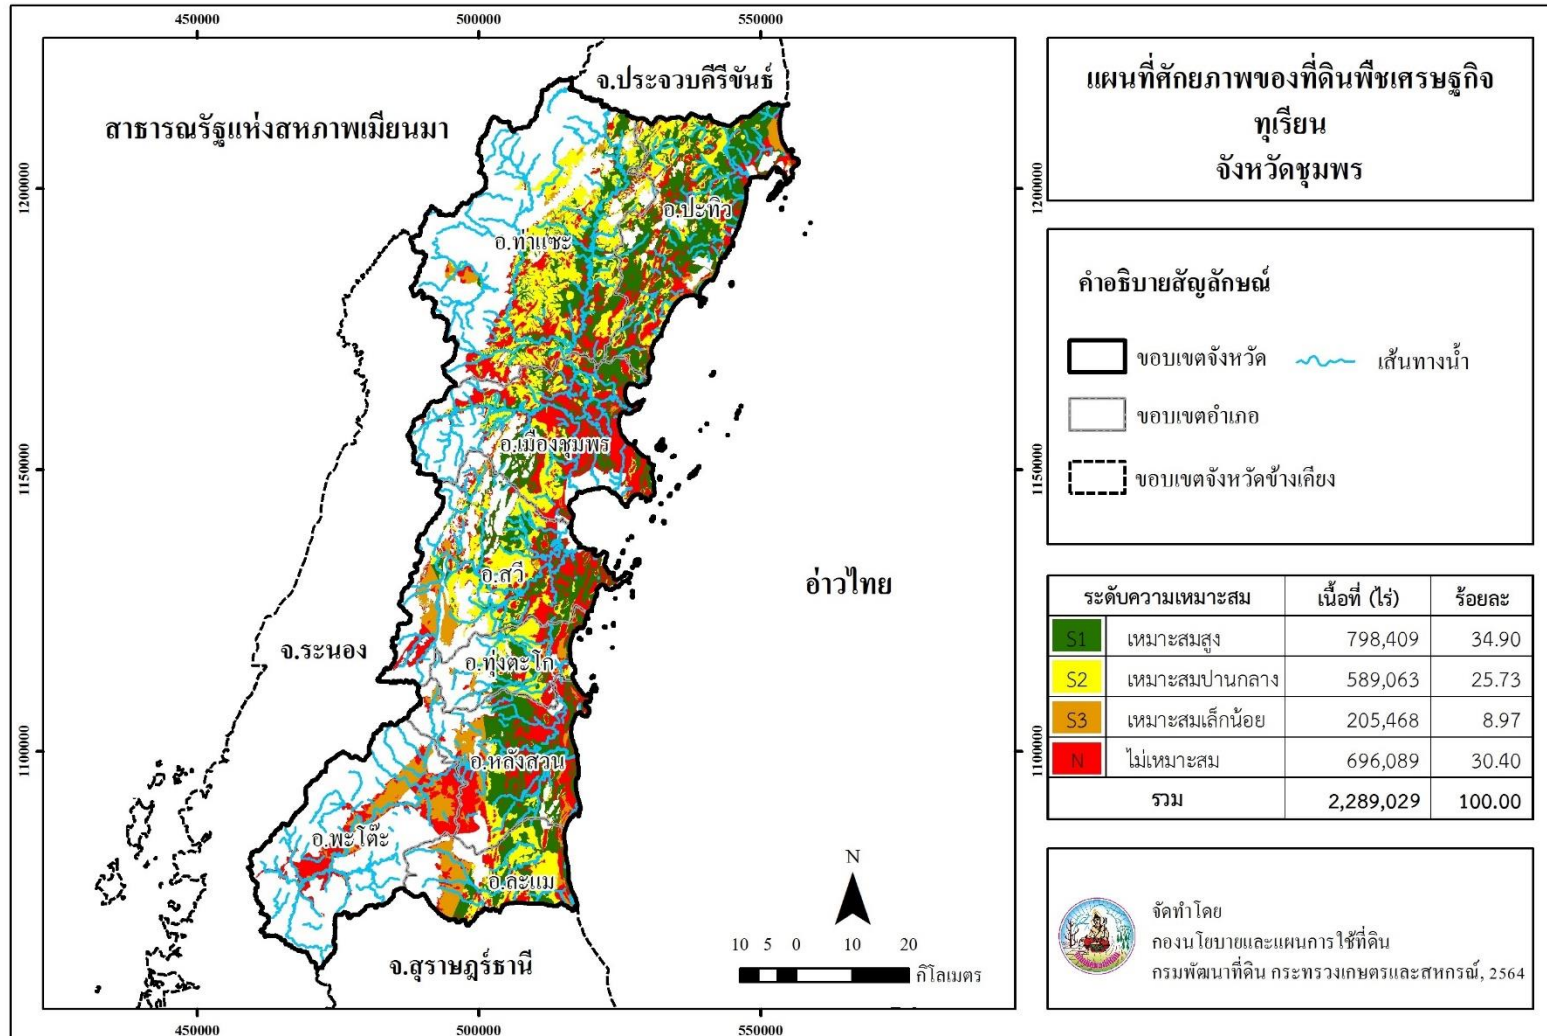 450000
500000
550000
สาธารณรัฐแห่งสหภาพเมียนมา
จ.ประจวบคีรีขันธ์
1200000
1200000
อ.ปะทิว
อ.ท่าแซะ
อ.เมืองชุมพร
1150000
1150000
อ.สวี
อ่าวไทย
จ.ระนอง
อ.ทุ่งตะโก
1100000
1100000
อ.หลังสวน
อ.พะโต๊ะ
อ.ละแม
จ.สุราษฎร์ธานี
N
10 5 0 10 20
กิโลเมตร
450000
500000
550000
แผนที่ศักยภาพของที่ดินพืชเศรษฐกิจ
ทุเรียน
จังหวัดชุมพร
คำอธิบายสัญลักษณ์
ขอบเขตจังหวัด เส้นทางน้ำ
ขอบเขตอำเภอ
ขอบเขตจังหวัดข้างเคียง
ระดับความเหมาะสม เนื้อที่ (ไร่) ร้อยละ
S1 เหมาะสมสูง 798,409 34.90
S2 เหมาะสมปานกลาง 589,063 25.73
S3 เหมาะสมเล็กน้อย 205,468 8.97
N ไม่เหมาะสม 696,089 30.40
รวม 2,289,029 100.00
จัดทำโดย
กองนโยบายและแผนการใช้ที่ดิน
กรมพัฒนาที่ดิน กระทรวงเกษตรและสหกรณ์, 2564